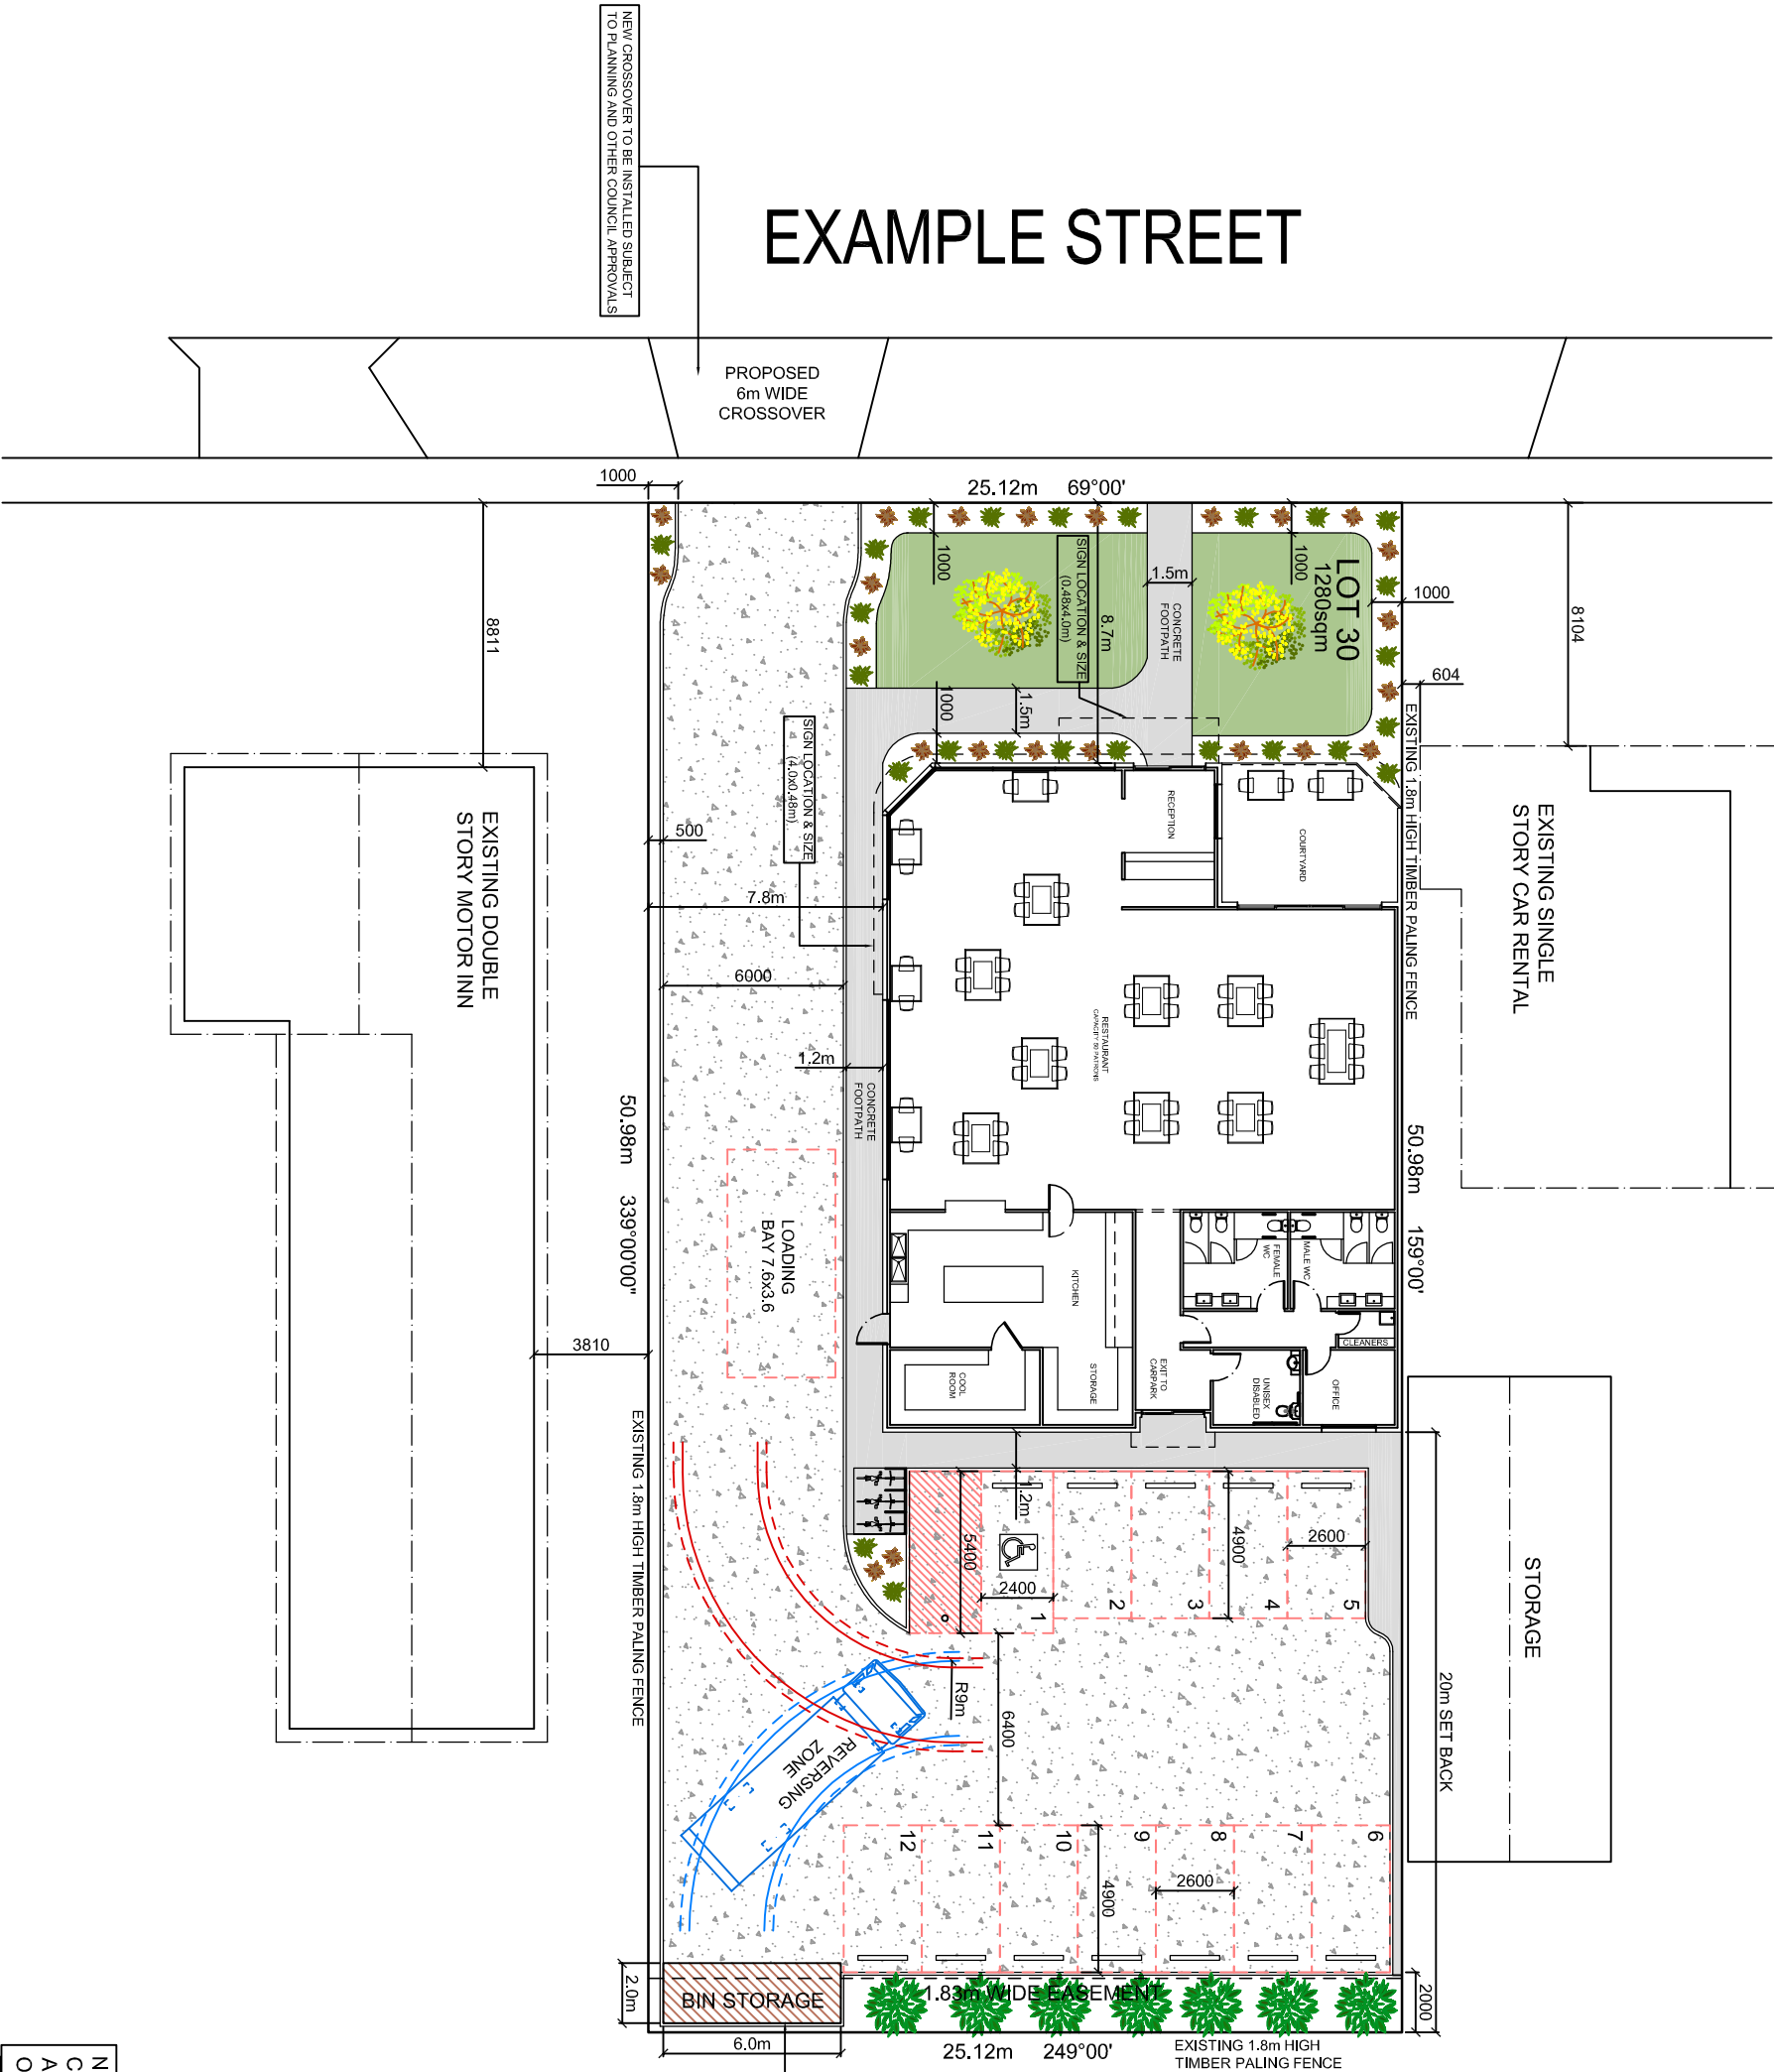 NEW CROSSOVER TO BE INSTALLED SUBJECT
TO PLANNING AND OTHER COUNCIL APPROVALS
EXAMPLE STREET
PROPOSED
6m WIDE
CROSSOVER
1000
25.12m 69°00'
8811
1000
SIGN LOCATION & SIZE
(0.48x4.0m)
8.7m
1.5m
CONCRETE
FOOTPATH
LOT 30
1280sqm
1000
1000
8104
604
1000
1.5m
SIGN LOCATION & SIZE
(4.0x0.48m)
EXISTING 1.8m HIGH TIMBER PALING FENCE
EXISTING SINGLE
STORY CAR RENTAL
EXISTING DOUBLE
STORY MOTOR INN
500
7.8m
6000
1.2m
RECEPTION
COURTYARD
RESTAURANT
CAPACITY 50 PATRONS
CONCRETE
FOOTPATH
50.98m 339°00'00"
50.98m 159°00'
LOADING
BAY 7.6x3.6
KITCHEN
FEMALE
WC
MALE WC
CLEANERS
3810
COOL
ROOM
STORAGE
EXIT TO
CARPARK
UNISEX
DISABLED
OFFICE
EXISTING 1.8m HIGH TIMBER PALING FENCE
1.2m
5400
2400
4900
2600
1
2
3
4
5
STORAGE
20m SET BACK
R9m
6400
REVERSING
ZONE
12
11
10
9
8
7
6
4900
2600
2.0m
BIN STORAGE
1.83m WIDE EASEMENT
2000
6.0m
25.12m 249°00'
EXISTING 1.8m HIGH
TIMBER PALING FENCE
N
C
A
O